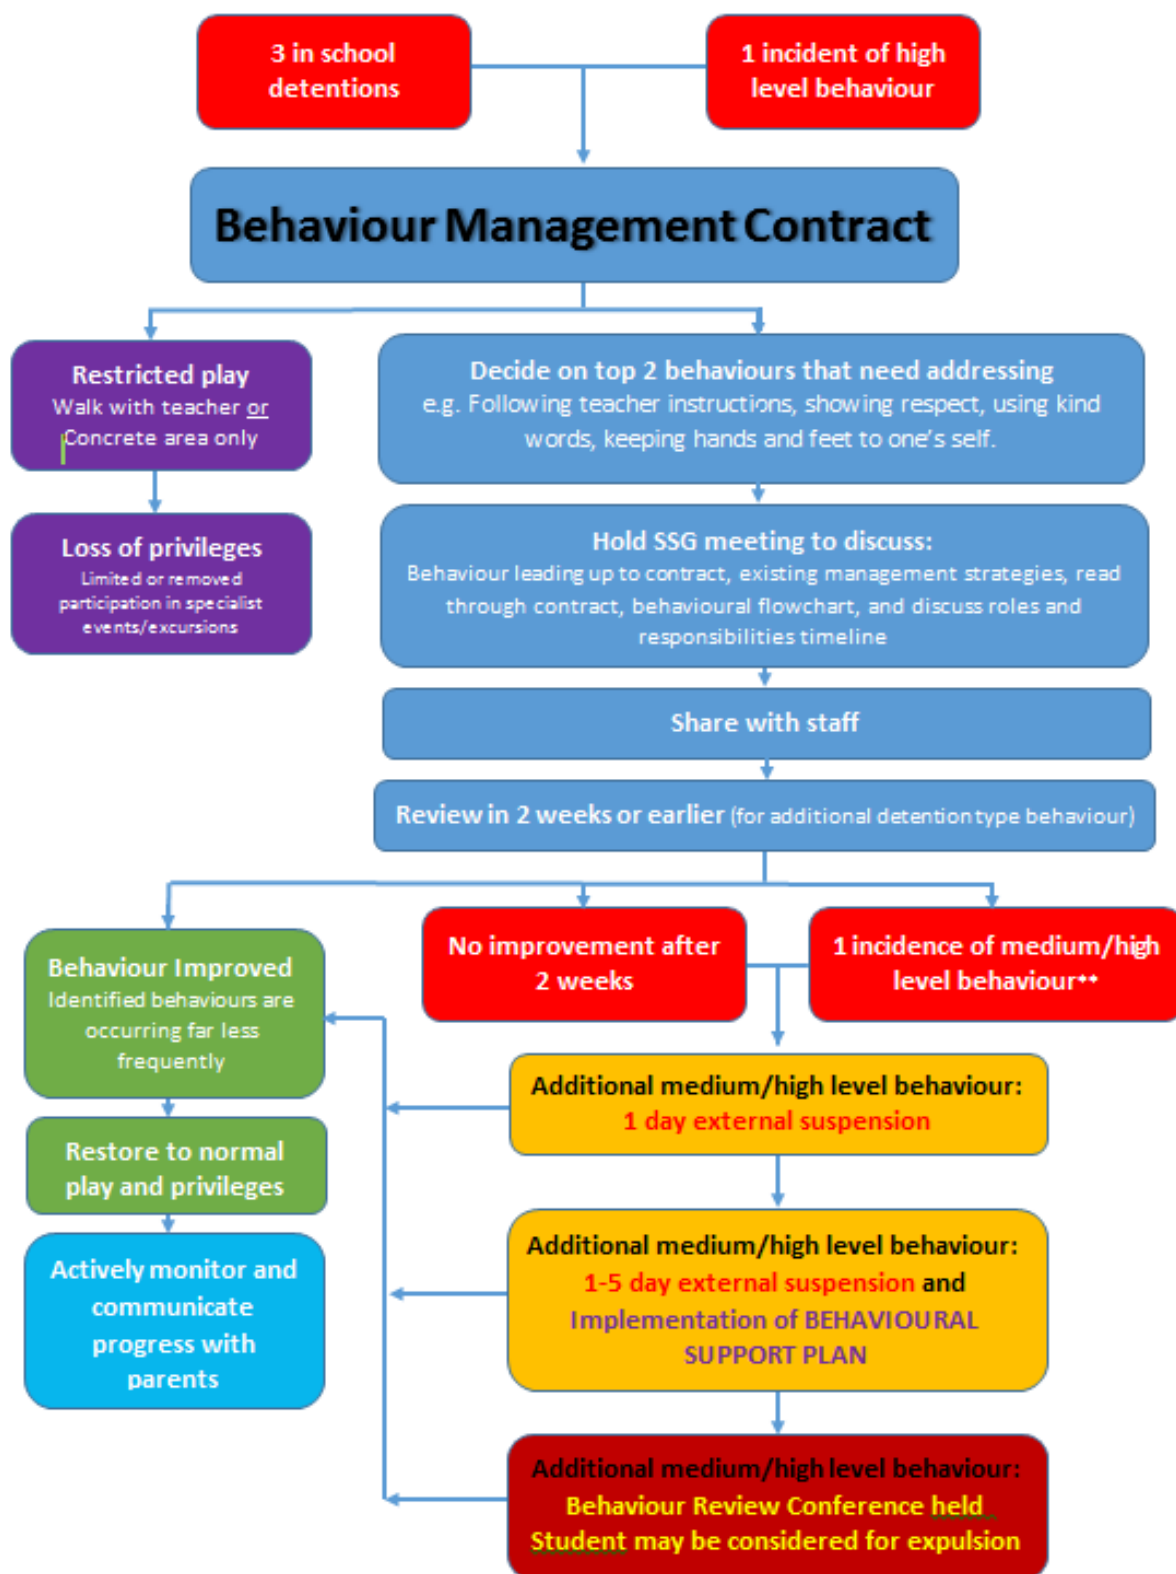 3 in school
detentions
1 incident of high
level behaviour
Behaviour Management Contract
Restricted play
Walk with teacher or
Concrete area only
Loss of privileges
Limited or removed
participation in specialist
events/excursions
Decide on top 2 behaviours that need addressing
e.g. Following teacher instructions, showing respect, using kind
words, keeping hands and feet to one's self.
Hold SSG meeting to discuss:
Behaviour leading up to contract, existing management strategies, read
through contract, behavioural flowchart, and discuss roles and
responsibilities timeline
Share with staff
Review in 2 weeks or earlier (for additional detention type behaviour)
Behaviour Improved
Identified behaviours are
occurring far less
frequently
Restore to normal
play and privileges
Actively monitor and
communicate
progress with
parents
No improvement after
2 weeks
1 incidence of medium/high
level behaviour**
Additional medium/high level behaviour:
1 day external suspension
Additional medium/high level behaviour:
1-5 day external suspension and
Implementation of BEHAVIOURAL
SUPPORT PLAN
Additional medium/high level behaviour:
Behaviour Review Conference held
Student may be considered for expulsion